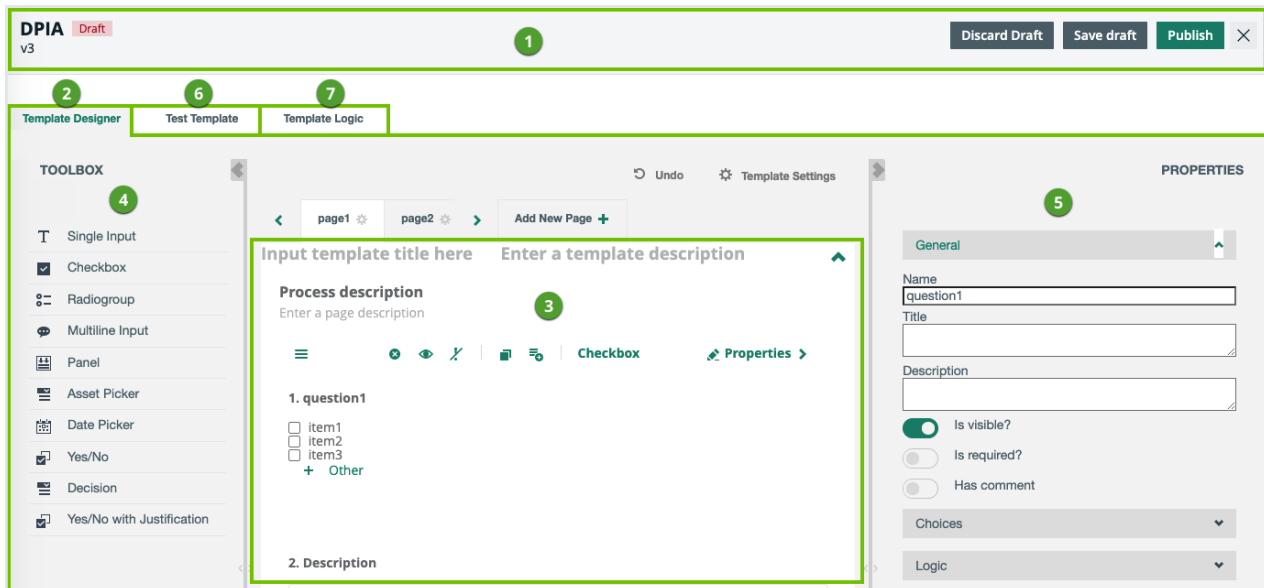 DPIA Draft
v3
1
Discard Draft Save draft Publish
2 6 7
Template Designer Test Template Template Logic
TOOLBOX
4
Single Input
Checkbox
Radiogroup
Multiline Input
Panel
Asset Picker
Date Picker
Yes/No
Decision
Yes/No with Justification
Undo Template Settings
page1 page2 Add New Page +
Input template title here Enter a template description
Process description
Enter a page description
3
Checkbox Properties
1. question1
item1
item2
item3
+ Other
2. Description
PROPERTIES
5
General
Name
question1
Title
Description
Is visible?
Is required?
Has comment
Choices
Logic